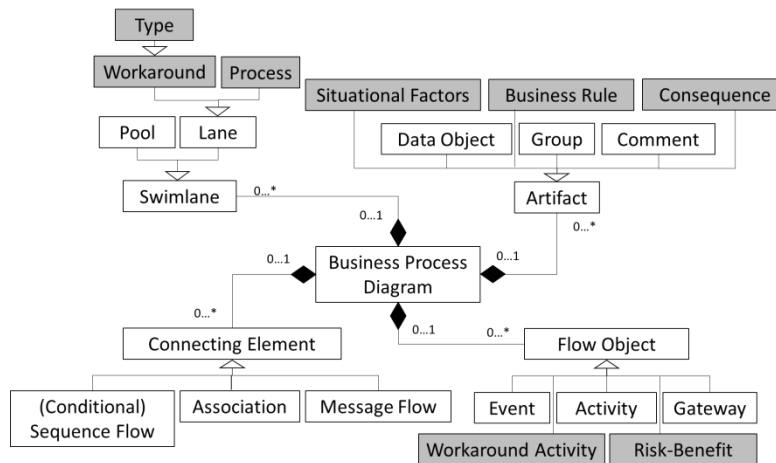 Type
Workaround
Process
Situational Factors
Business Rule
Consequence
Pool
Lane
Data Object
Group
Comment
Swimlane
0...*
Artifact
0...1
0...*
0...1
Business Process
Diagram
0...1
0...*
0...1
0...*
Connecting Element
Flow Object
(Conditional)
Sequence Flow
Association
Message Flow
Event
Activity
Gateway
Workaround Activity
Risk-Benefit